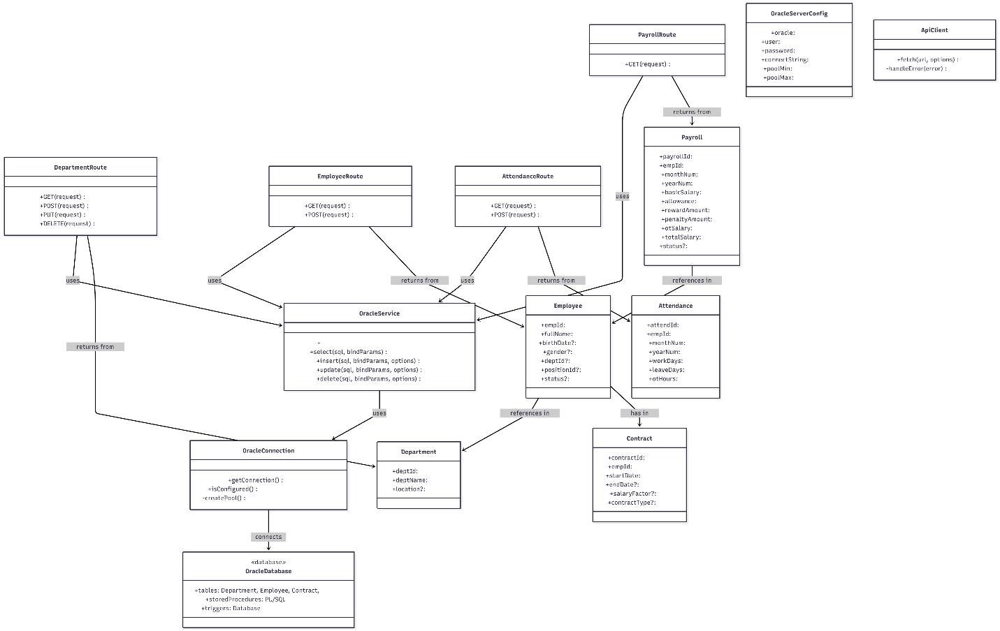 OracleServerConfig
+oracle:
+user:
+password:
+connectString:
+poolMin:
+poolMax:
ApiClient
+fetch(url, options) :
-handleError(error) :
PayrollRoute
+GET(request) :
returns from
uses
Payroll
+payrollId:
+empId:
+monthNum:
+yearNum:
+basicSalary:
+allowance:
+rewardAmount:
+penaltyAmount:
+otSalary:
+totalSalary:
+status?:
DepartmentRoute
+GET(request) :
+POST(request) :
+PUT(request) :
+DELETE(request) :
EmployeeRoute
+GET(request) :
+POST(request) :
AttendanceRoute
+GET(request) :
+POST(request) :
uses
uses
returns from
uses
returns from
references in
OracleService
-
+select(sql, bindParams) :
+insert(sql, bindParams, options) :
+update(sql, bindParams, options) :
+delete(sql, bindParams, options) :
Employee
+empId:
+fullName:
+birthDate?:
+gender?:
+deptId?:
+positionId?:
+status?:
Attendance
+attendId:
+empId:
+monthNum:
+yearNum:
+workDays:
+leaveDays:
+otHours:
returns from
uses
references in
has in
OracleConnection
+getConnection() :
+isConfigured() :
-createPool() :
Department
+deptId:
+deptName:
+location?:
Contract
+contractId:
+empId:
+startDate:
+endDate?:
+salaryFactor?:
+contractType?:
connects
«database»
OracleDatabase
+tables: Department, Employee, Contract,
+storedProcedures: PL/SQL
+triggers: Database